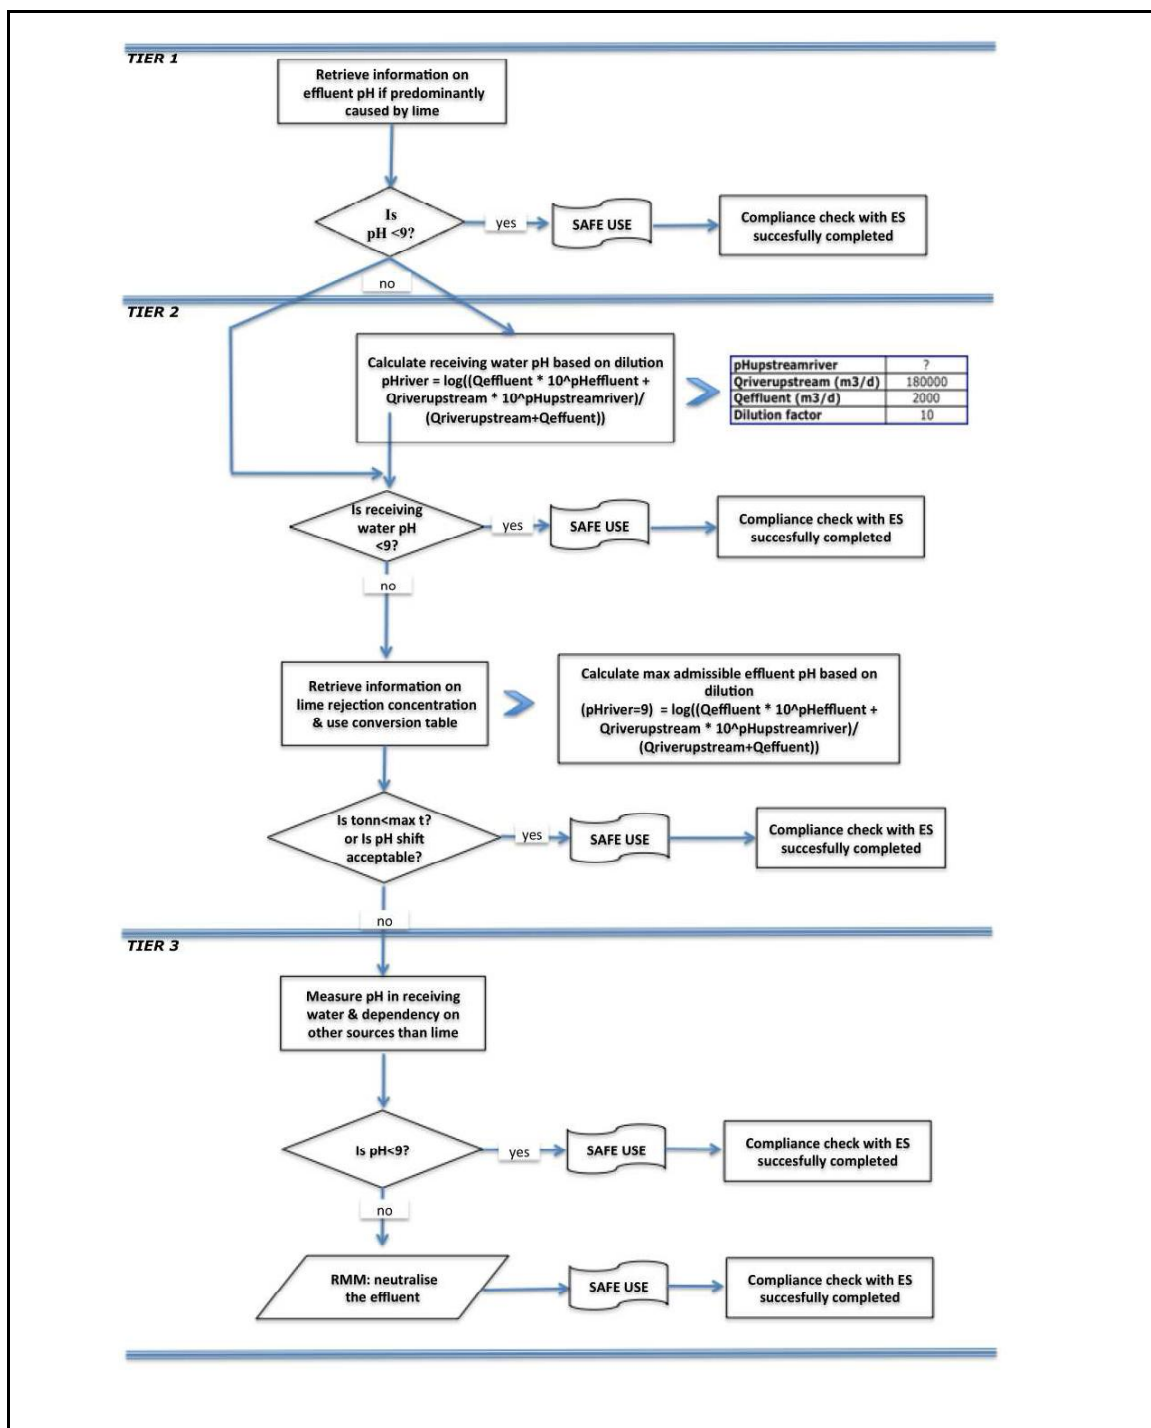 TIER 1
Retrieve information on
effluent pH if predominantly
caused by lime
Is
pH <9?
yes
SAFE USE
Compliance check with ES
succesfully completed
no
TIER 2
Calculate receiving water pH based on dilution
pHriver = log((Qeffluent * 10^pHeffluent +
Qriverupstream * 10^pHupstreamriver)/
(Qriverupstream+Qeffuent))
pHupstreamriver ?
Qriverupstream (m3/d) 180000
Qeffluent (m3/d) 2000
Dilution factor 10
Is receiving
water pH
<9?
yes
SAFE USE
Compliance check with ES
succesfully completed
no
Retrieve information on
lime rejection concentration
& use conversion table
Calculate max admissible effluent pH based on
dilution
(pHriver=9) = log((Qeffluent * 10^pHeffluent +
Qriverupstream * 10^pHupstreamriver)/
(Qriverupstream+Qeffuent))
Is tonn<max t?
or Is pH shift
acceptable?
yes
SAFE USE
Compliance check with ES
succesfully completed
no
TIER 3
Measure pH in receiving
water & dependency on
other sources than lime
Is pH<9?
yes
SAFE USE
Compliance check with ES
succesfully completed
no
RMM: neutralise
the effluent
SAFE USE
Compliance check with ES
succesfully completed